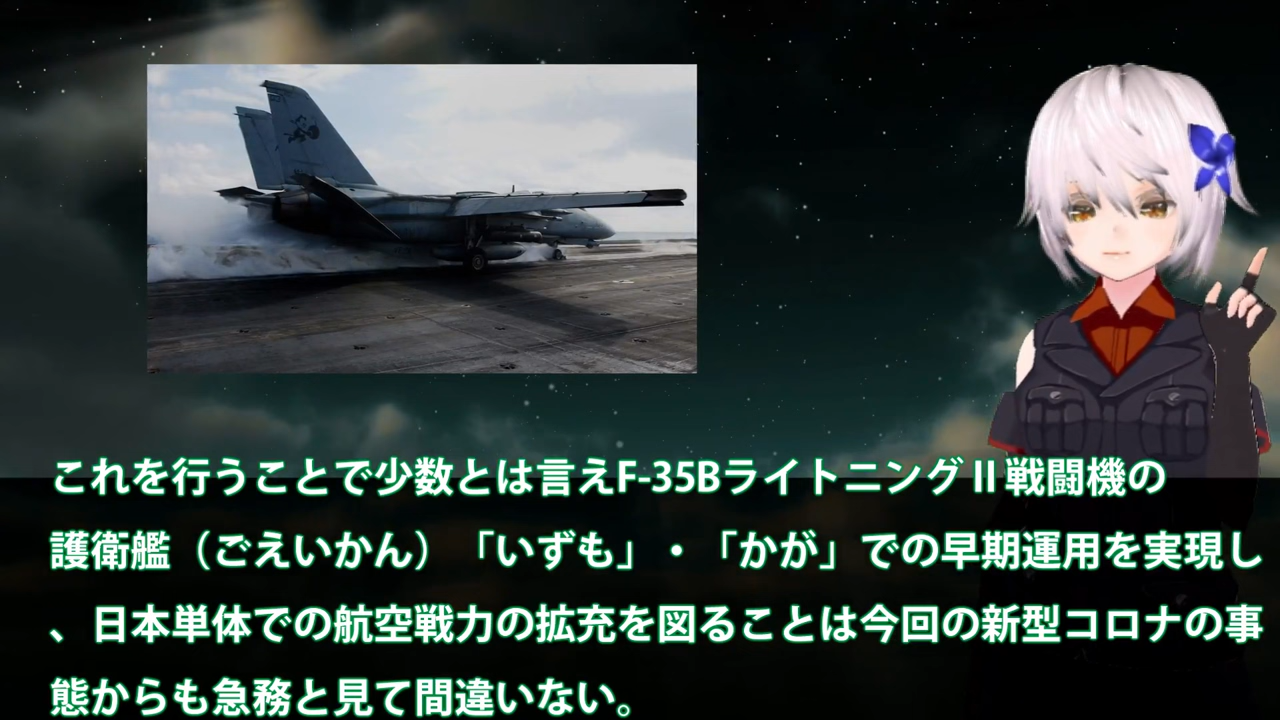 これを行うことで少数とは言えF-35BライトニングⅡ戦闘機の
護衛艦（ごえいかん）「いずも」・「かが」での早期運用を実現し
、日本単体での航空戦力の拡充を図ることは今回の新型コロナの事
態からも急務と見て間違いない。